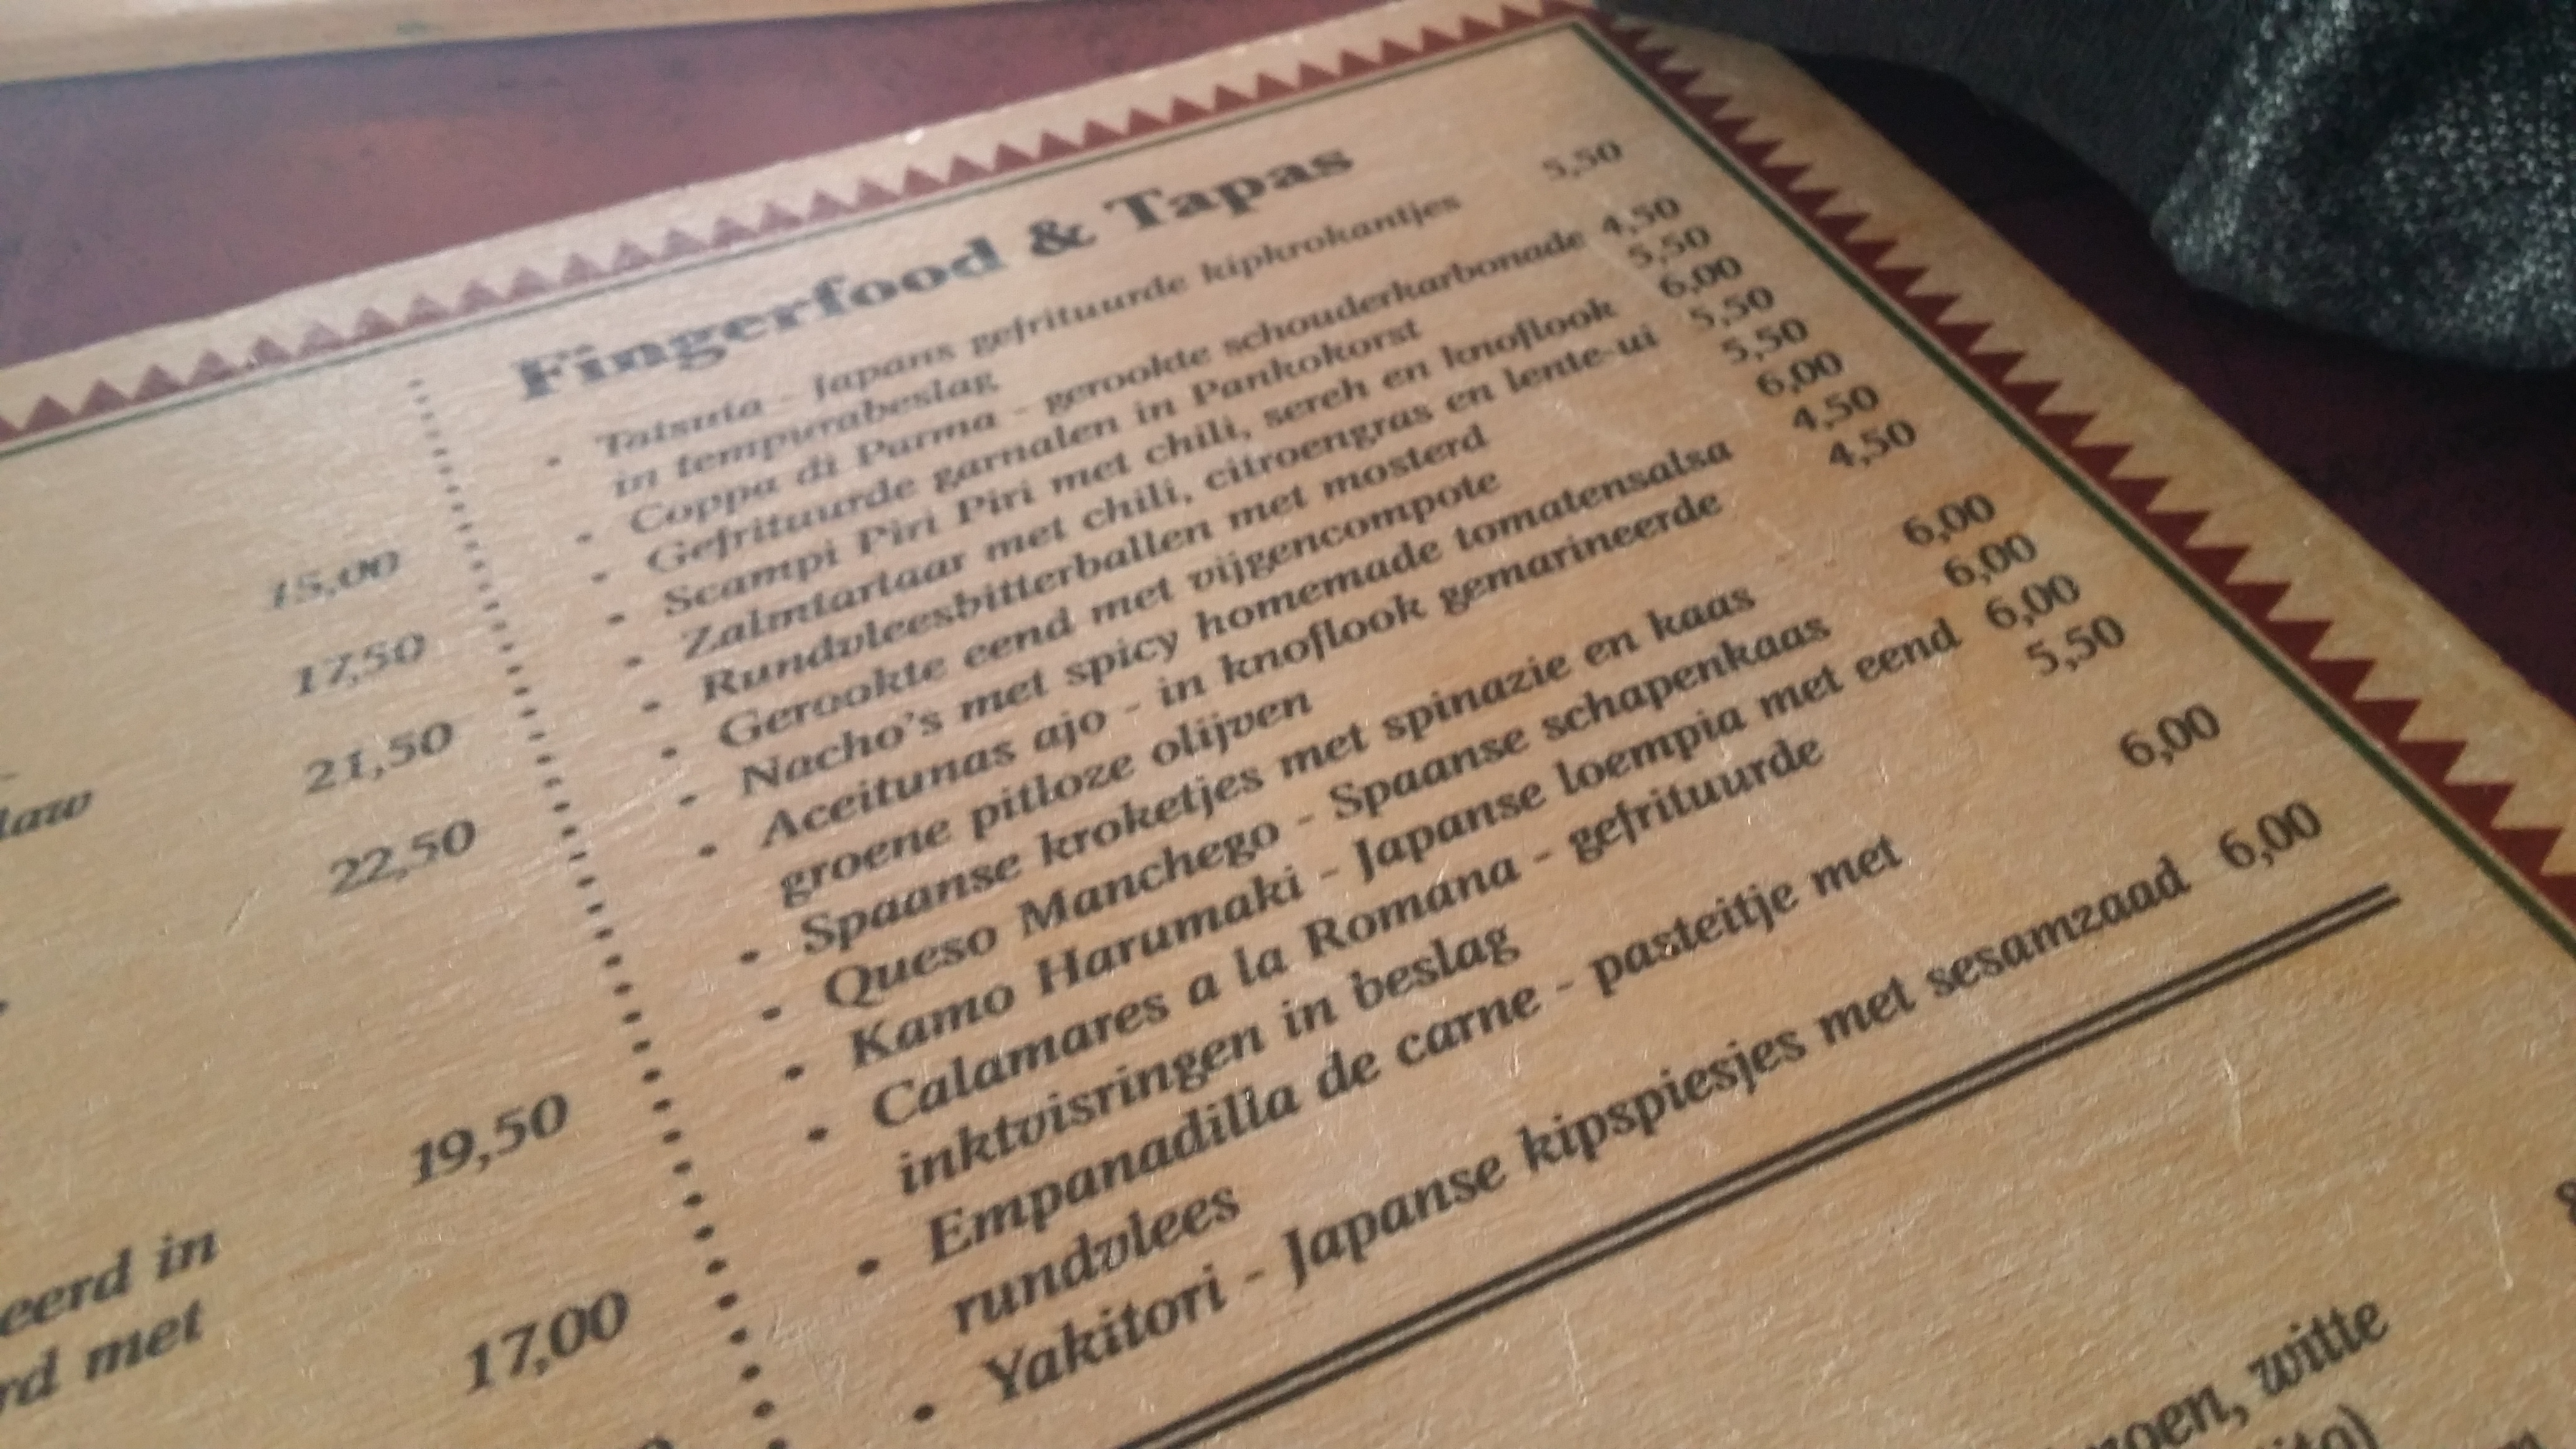 Fingerfood & Tapas
• Tatsuta - Japans gefrituurde kipkrokantjes 5,50
in tempurabeslag
• Coppa di Parma - gerookte schouderkarbonade 4,50
• Gefrituurde garnalen in Pankokorst 5,50
• Scampi Piri Piri met chili, sereh en knoflook 6,00
• Zalmtartaar met chili, citroengras en lente-ui 5,50
• Rundvleesbitterballen met mosterd 5,50
• Gerookte eend met vijgencompote 6,00
• Nacho's met spicy homemade tomatensalsa 4,50
• Aceitunas ajo - in knoflook gemarineerde 4,50
groene pitloze olijven
• Spaanse kroketjes met spinazie en kaas 6,00
• Queso Manchego - Spaanse schapenkaas 6,00
• Kamo Harumaki - Japanse loempia met eend 6,00
• Calamares a la Romana - gefrituurde 5,50
inktvisringen in beslag
• Empanadilla de carne - pasteitje met 6,00
rundvlees
• Yakitori - Japanse kipspiesjes met sesamzaad 6,00
15,00
17,50
21,50
law
22,50
19,50
eerd in
rd met
17,00
witte